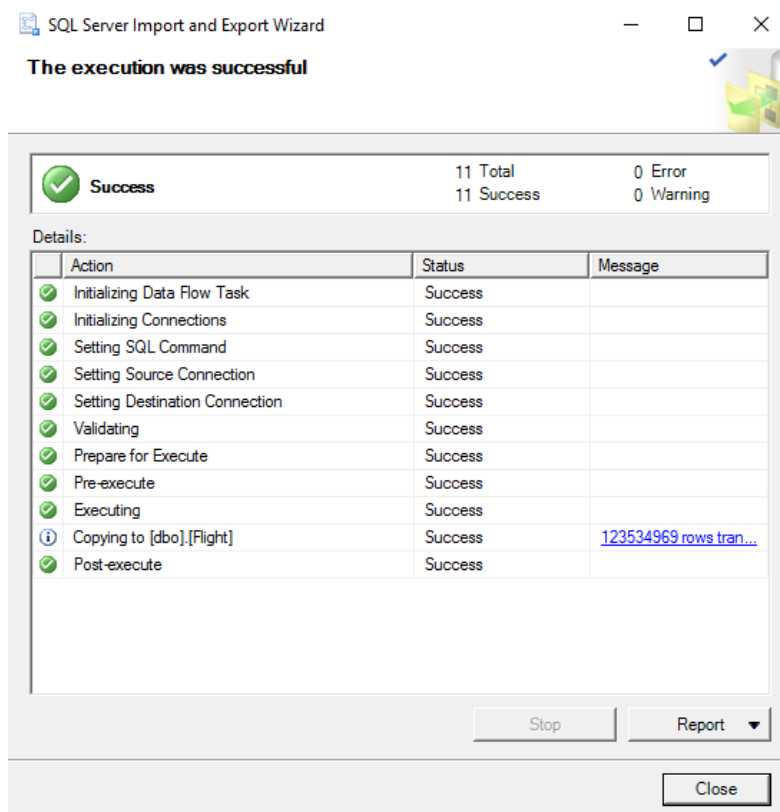 SQL Server Import and Export Wizard
The execution was successful
Success
11 Total
0 Error
11 Success
0 Warning
Details:
Action Status Message
Initializing Data Flow Task Success
Initializing Connections Success
Setting SQL Command Success
Setting Source Connection Success
Setting Destination Connection Success
Validating Success
Prepare for Execute Success
Pre-execute Success
Executing Success
Copying to [dbo].[Flight] Success 123534969 rows tran...
Post-execute Success
Stop Report
Close